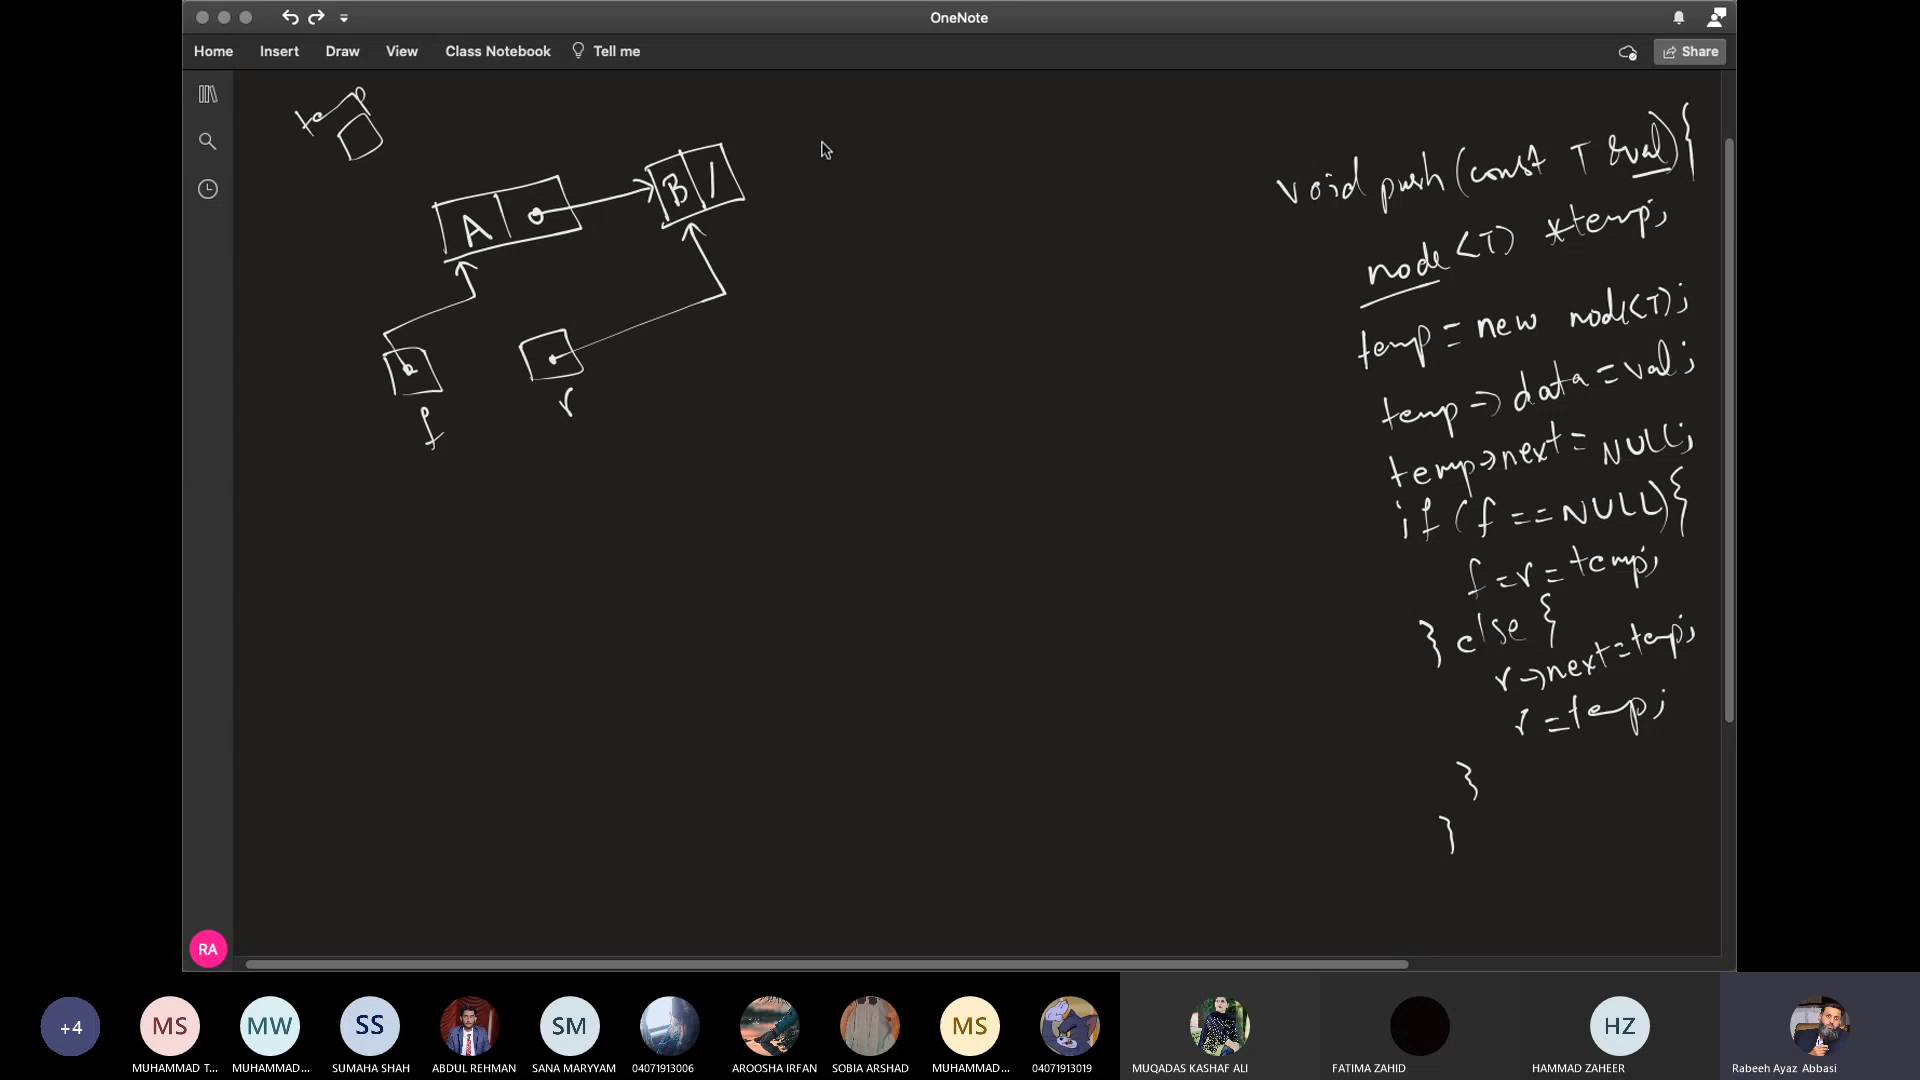 OneNote
Home Insert Draw View Class Notebook Tell me
Share
temp
A
B /
f
r
void push (const T &val){
node<T> *temp;
temp = new node<T>;
temp -> data = val;
temp->next = NULL;
if (f == NULL){
f = r = temp;
} else {
r->next = temp;
r = temp;
}
}
RA
+4
MS
MUHAMMAD T...
MW
MUHAMMAD...
SS
SUMAHA SHAH
ABDUL REHMAN
SM
SANA MARYYAM
04071913006
AROOSHA IRFAN
SOBIA ARSHAD
MS
MUHAMMAD...
04071913019
MUQADAS KASHAF ALI
FATIMA ZAHID
HZ
HAMMAD ZAHEER
Rabeeh Ayaz Abbasi